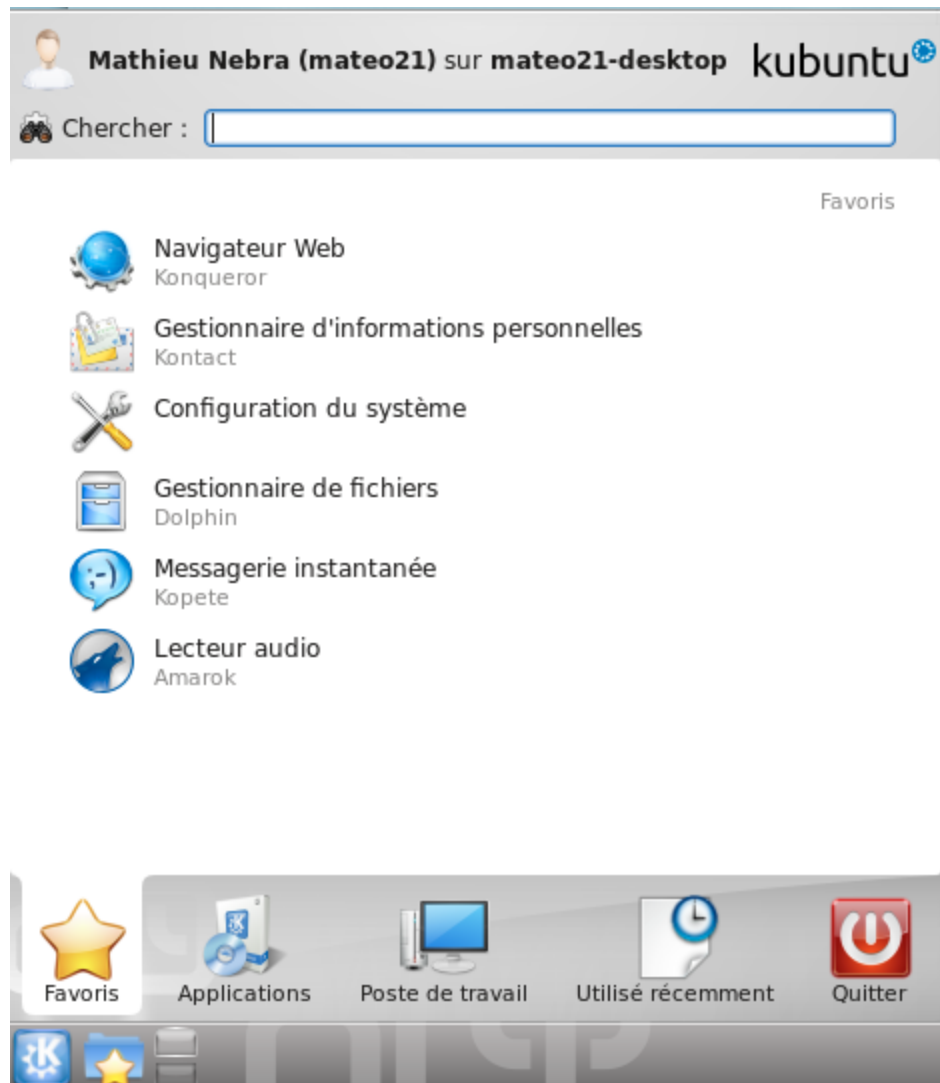 Mathieu Nebra (mateo21) sur mateo21-desktop kubuntu
Chercher :
Favoris
Navigateur Web
Konqueror
Gestionnaire d'informations personnelles
Kontact
Configuration du système
Gestionnaire de fichiers
Dolphin
Messagerie instantanée
Kopete
Lecteur audio
Amarok
Favoris Applications Poste de travail Utilisé récemment Quitter